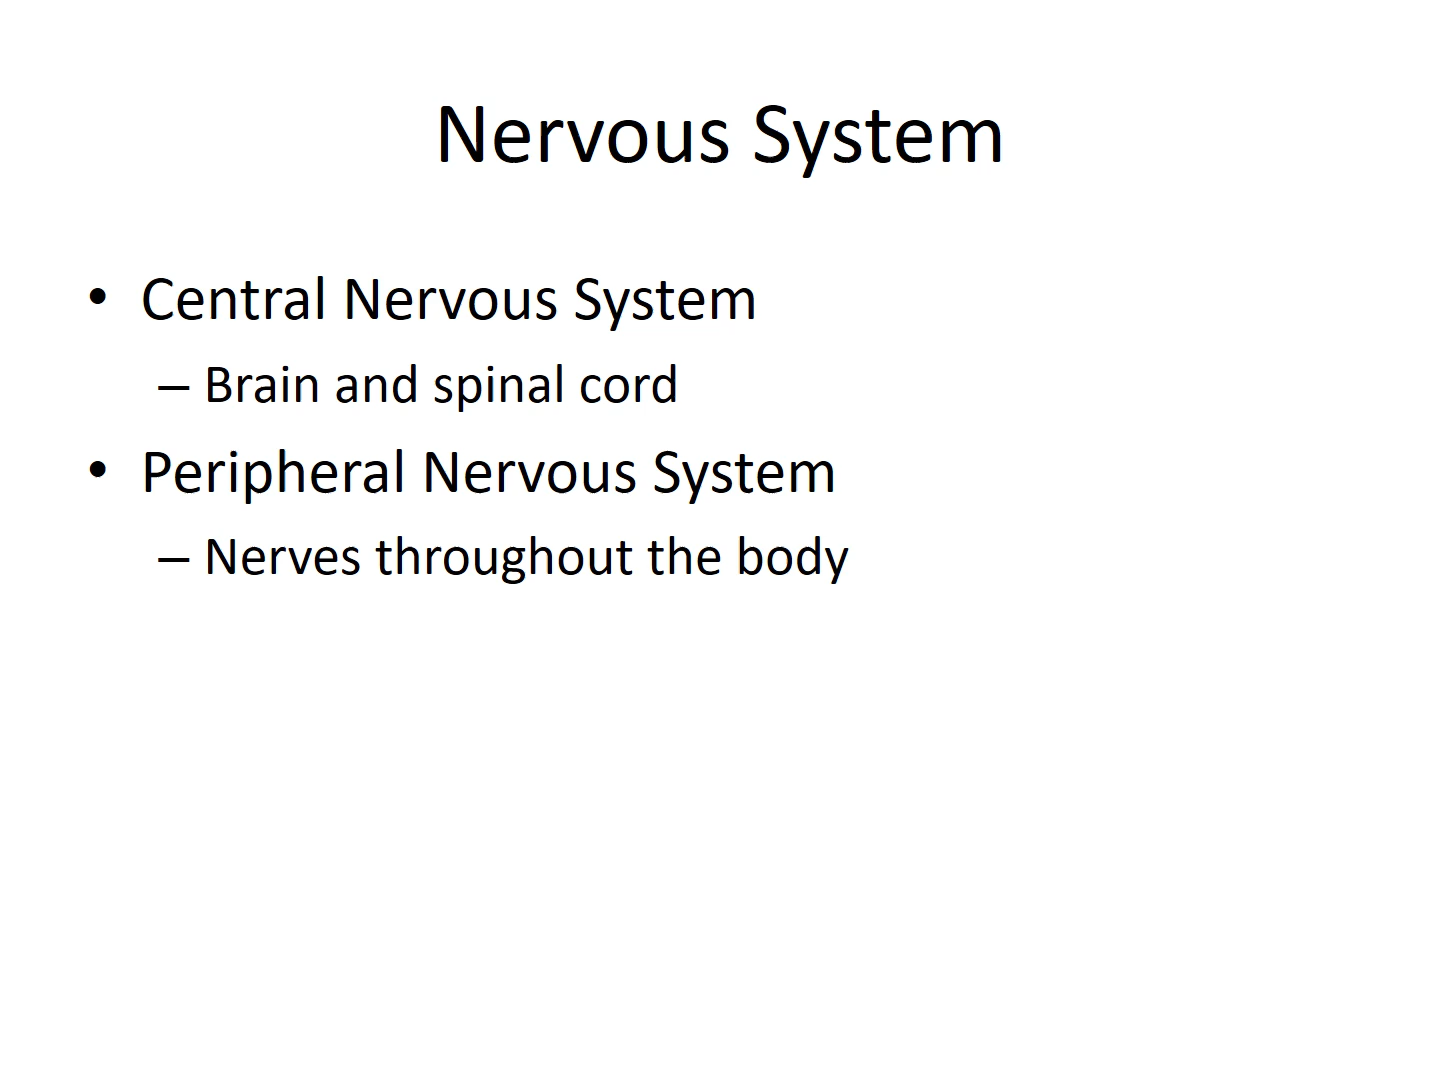 Nervous System
• Central Nervous System
– Brain and spinal cord
• Peripheral Nervous System
– Nerves throughout the body